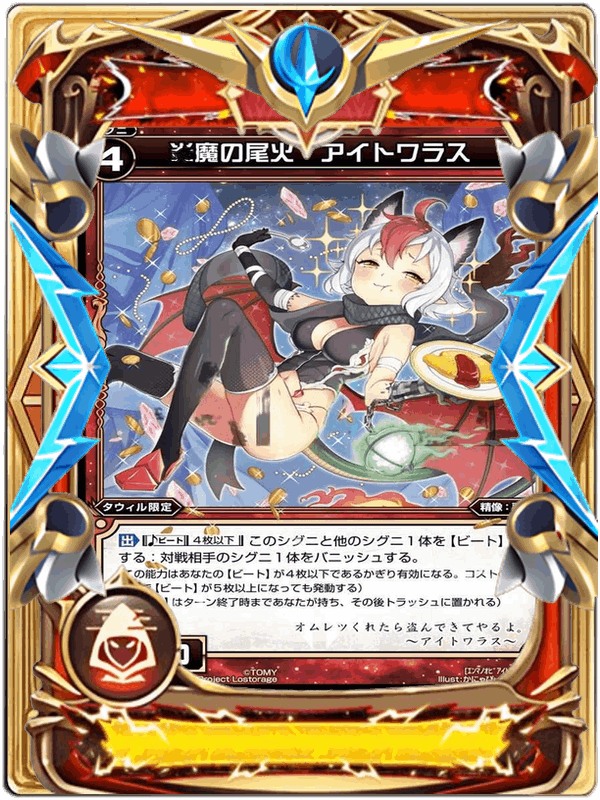 4
魔の尾火 アイトワラス
タウィル限定
精像：
出 ビート 4枚以下 このシグニと他のシグニ１体を【ビート】
する：対戦相手のシグニ１体をバニッシュする。
の能力はあなたの【ビート】が４枚以下であるかぎり有効になる。コスト
【ビート】が５枚以上になっても発動する）
はターン終了時まであなたが持ち、その後トラッシュに置かれる）
オムレツくれたら盗んできてやるよ。
～アイトワラス～
0
©TOMY
Project Lostorage
Illust:かにゃぴ